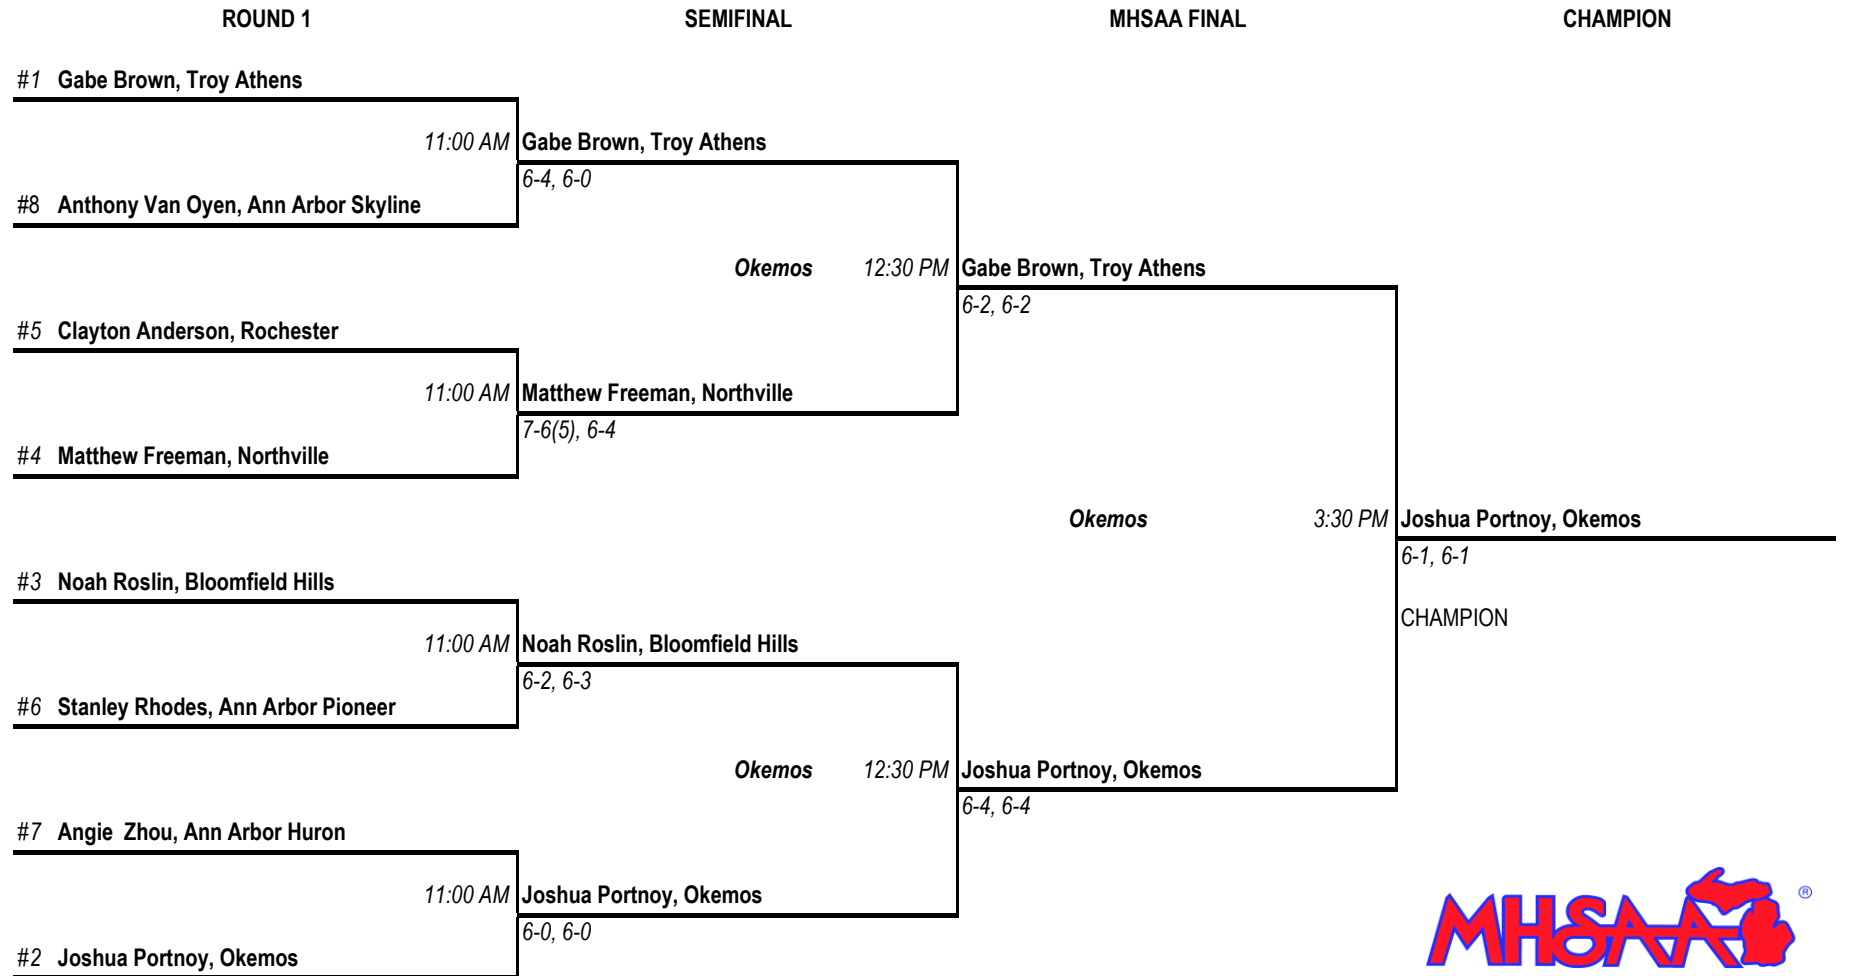 ROUND 1 SEMIFINAL MHSAA FINAL CHAMPION
#1 Gabe Brown, Troy Athens
11:00 AM Gabe Brown, Troy Athens
6-4, 6-0
#8 Anthony Van Oyen, Ann Arbor Skyline
Okemos 12:30 PM Gabe Brown, Troy Athens
6-2, 6-2
#5 Clayton Anderson, Rochester
11:00 AM Matthew Freeman, Northville
7-6(5), 6-4
#4 Matthew Freeman, Northville
Okemos 3:30 PM Joshua Portnoy, Okemos
6-1, 6-1
#3 Noah Roslin, Bloomfield Hills
CHAMPION
11:00 AM Noah Roslin, Bloomfield Hills
6-2, 6-3
#6 Stanley Rhodes, Ann Arbor Pioneer
Okemos 12:30 PM Joshua Portnoy, Okemos
6-4, 6-4
#7 Angie Zhou, Ann Arbor Huron
11:00 AM Joshua Portnoy, Okemos
6-0, 6-0
#2 Joshua Portnoy, Okemos
MHSAA ®